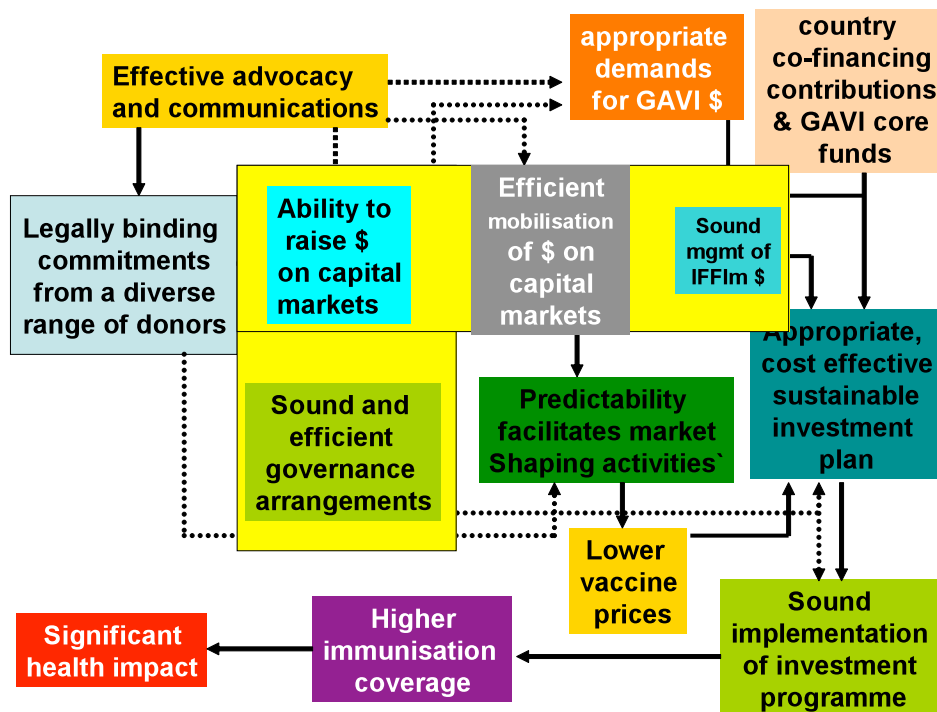 Effective advocacy
and communications
appropriate
demands
for GAVI $
country
co-financing
contributions
& GAVI core
funds
Legally binding
commitments
from a diverse
range of donors
Ability to
raise $
on capital
markets
Efficient
mobilisation
of $ on
capital
markets
Sound
mgmt of
IFFIm $
Appropriate,
cost effective
sustainable
investment
plan
Sound and
efficient
governance
arrangements
Predictability
facilitates market
Shaping activities`
Lower
vaccine
prices
Sound
implementation
of investment
programme
Higher
immunisation
coverage
Significant
health impact